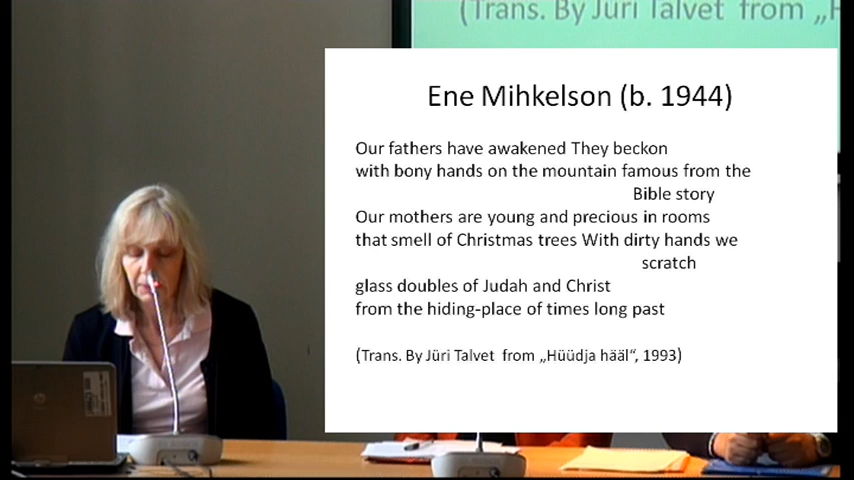 (Trans. By Jüri Talvet from „H
Ene Mihkelson (b. 1944)
Our fathers have awakened They beckon
with bony hands on the mountain famous from the
Bible story
Our mothers are young and precious in rooms
that smell of Christmas trees With dirty hands we
scratch
glass doubles of Judah and Christ
from the hiding-place of times long past
(Trans. By Jüri Talvet from „Hüüdja hääl“, 1993)